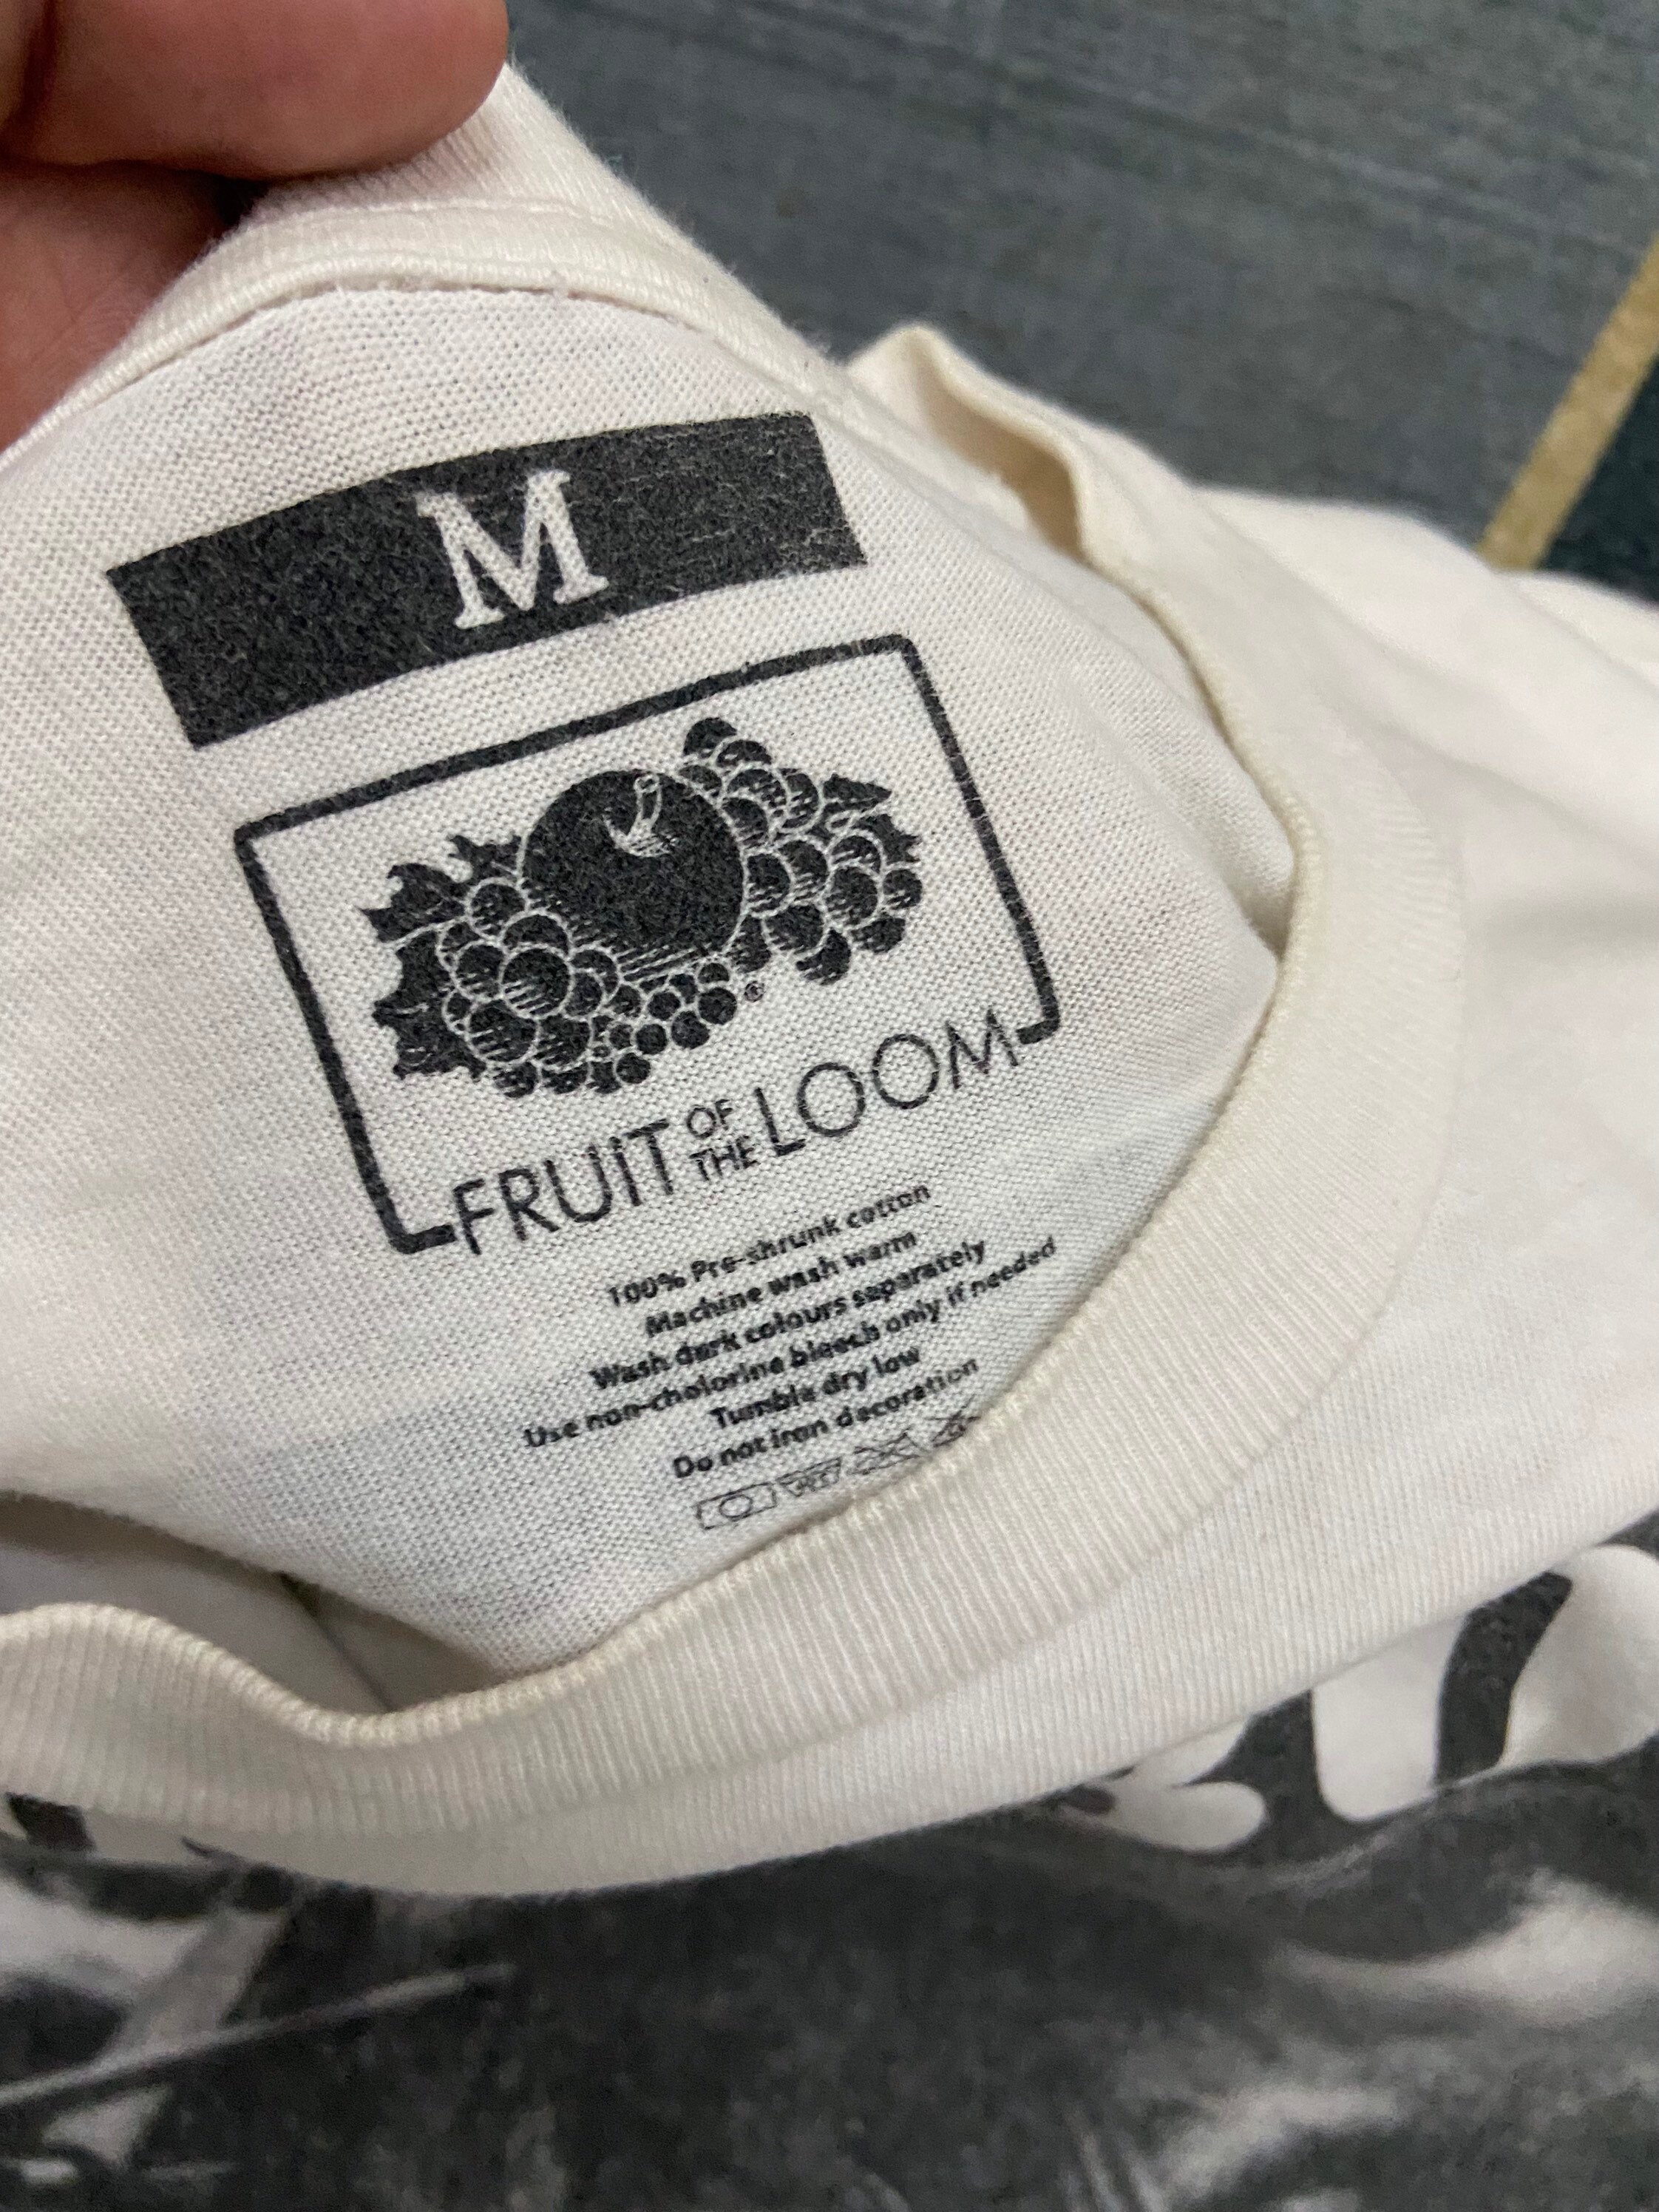 M
®
FRUIT OF THE LOOM
100% Pre-shrunk cotton
Machine wash warm
Wash dark colours separately
Use non-cholorine bleech only if needed
Tumble dry low
Do not iron decoration